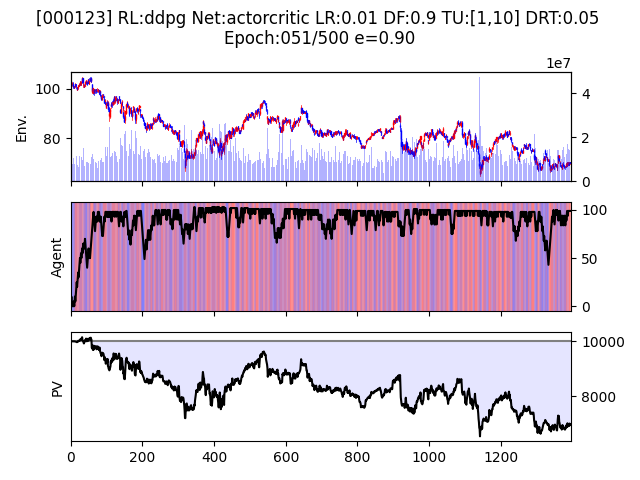 [000123] RL:ddpg Net:actorcritic LR:0.01 DF:0.9 TU:[1,10] DRT:0.05
Epoch:051/500 e=0.90
1e7
100
80
Env.
4
2
0
Agent
100
50
0
PV
10000
8000
0 200 400 600 800 1000 1200